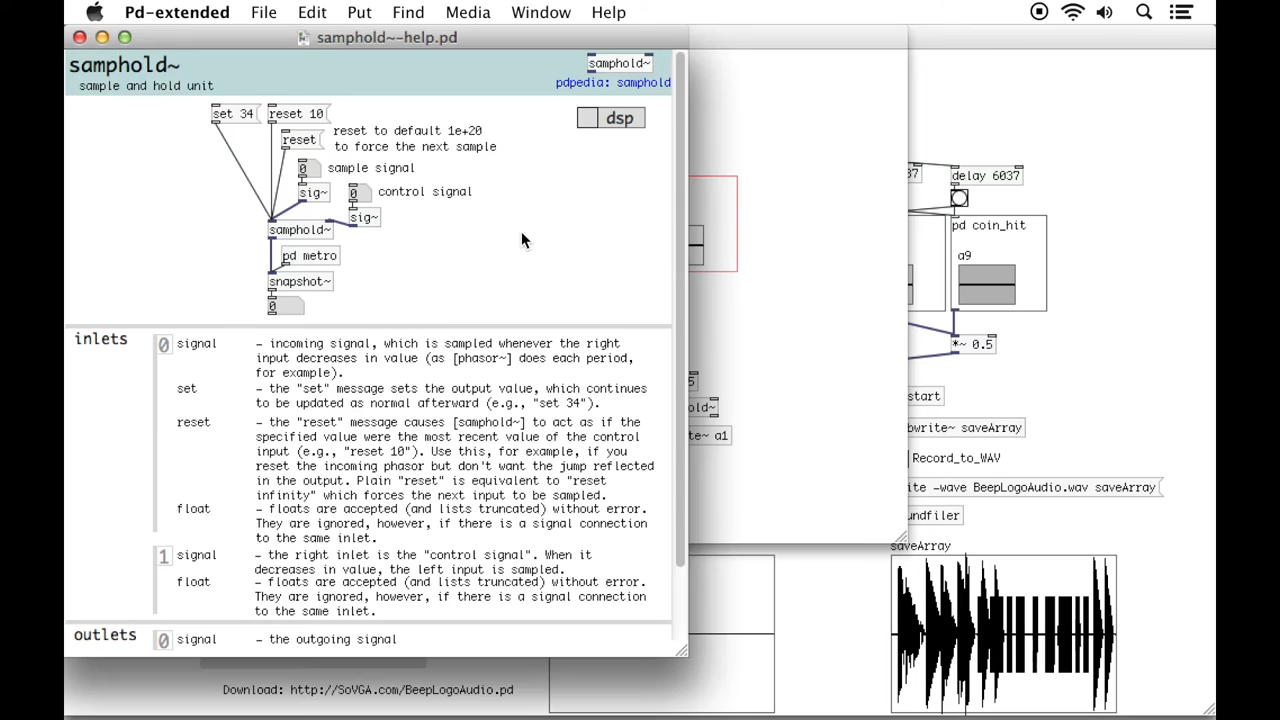 Pd-extended File Edit Put Find Media Window Help
samphold~-help.pd
samphold~
sample and hold unit
samphold~
pdpedia: samphold
set 34
reset 10
dsp
reset
reset to default 1e+20
to force the next sample
0
sample signal
sig~
0
control signal
sig~
samphold~
pd metro
snapshot~
0
inlets
0
signal
– incoming signal, which is sampled whenever the right
input decreases in value (as [phasor~] does each period,
for example).
set
– the "set" message sets the output value, which continues
to be updated as normal afterward (e.g., "set 34").
reset
– the "reset" message causes [samphold~] to act as if the
specified value were the most recent value of the control
input (e.g., "reset 10"). Use this, for example, if you
reset the incoming phasor but don't want the jump reflected
in the output. Plain "reset" is equivalent to "reset
infinity" which forces the next input to be sampled.
float
– floats are accepted (and lists truncated) without error.
They are ignored, however, if there is a signal connection
to the same inlet.
1
signal
– the right inlet is the "control signal". When it
decreases in value, the left input is sampled.
float
– floats are accepted (and lists truncated) without error.
They are ignored, however, if there is a signal connection
to the same inlet.
outlets
0
signal
– the outgoing signal
37
delay 6037
pd coin_hit
a9
*~ 0.5
5
old~
te~ a1
start
bwrite~ saveArray
Record_to_WAV
ite -wave BeepLogoAudio.wav saveArray
undfiler
saveArray
Download: http://SoVGA.com/BeepLogoAudio.pd